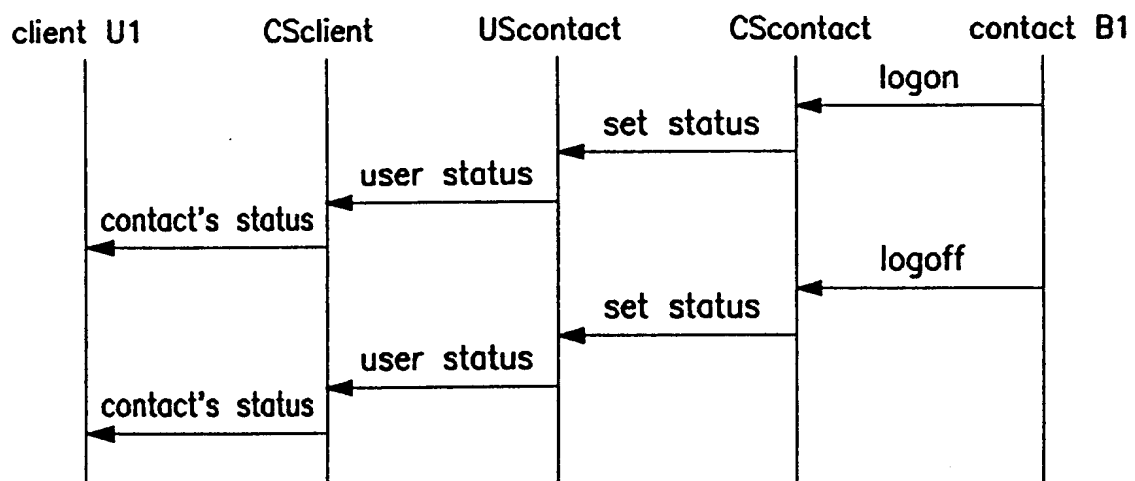 client U1 CSclient UScontact CScontact contact B1
logon
set status
user status
contact's status
logoff
set status
user status
contact's status